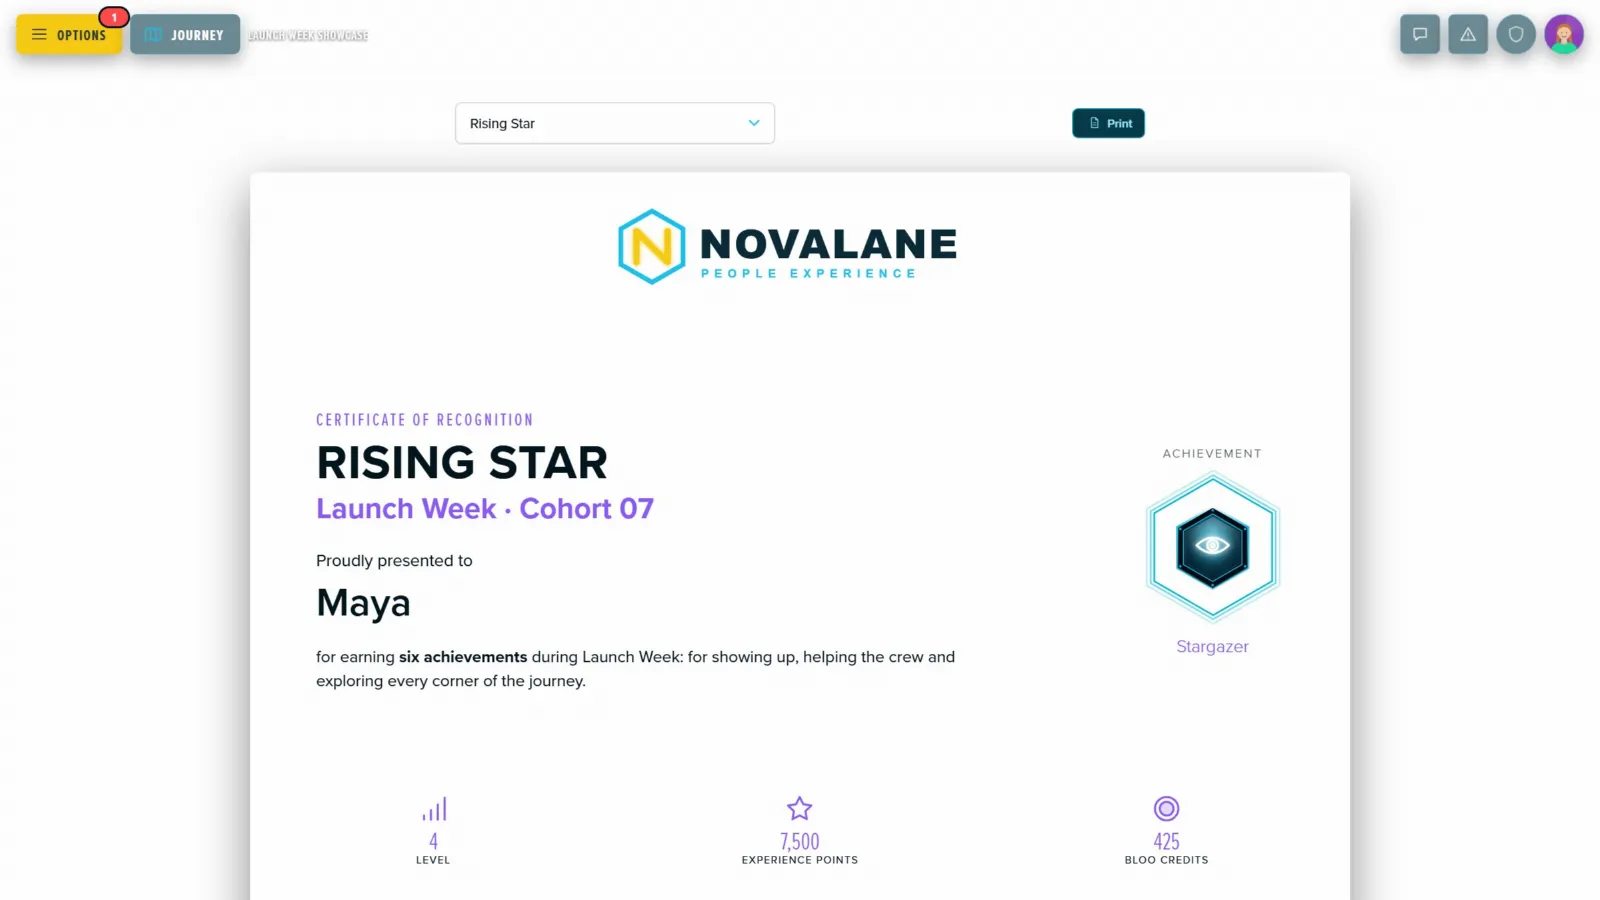 1
OPTIONS
JOURNEY
LAUNCH WEEK SHOWCASE
Rising Star
Print
N
NOVALANE
PEOPLE EXPERIENCE
CERTIFICATE OF RECOGNITION
RISING STAR
Launch Week · Cohort 07
Proudly presented to
Maya
for earning six achievements during Launch Week: for showing up, helping the crew and
exploring every corner of the journey.
ACHIEVEMENT
Stargazer
4
LEVEL
7,500
EXPERIENCE POINTS
425
BLOO CREDITS